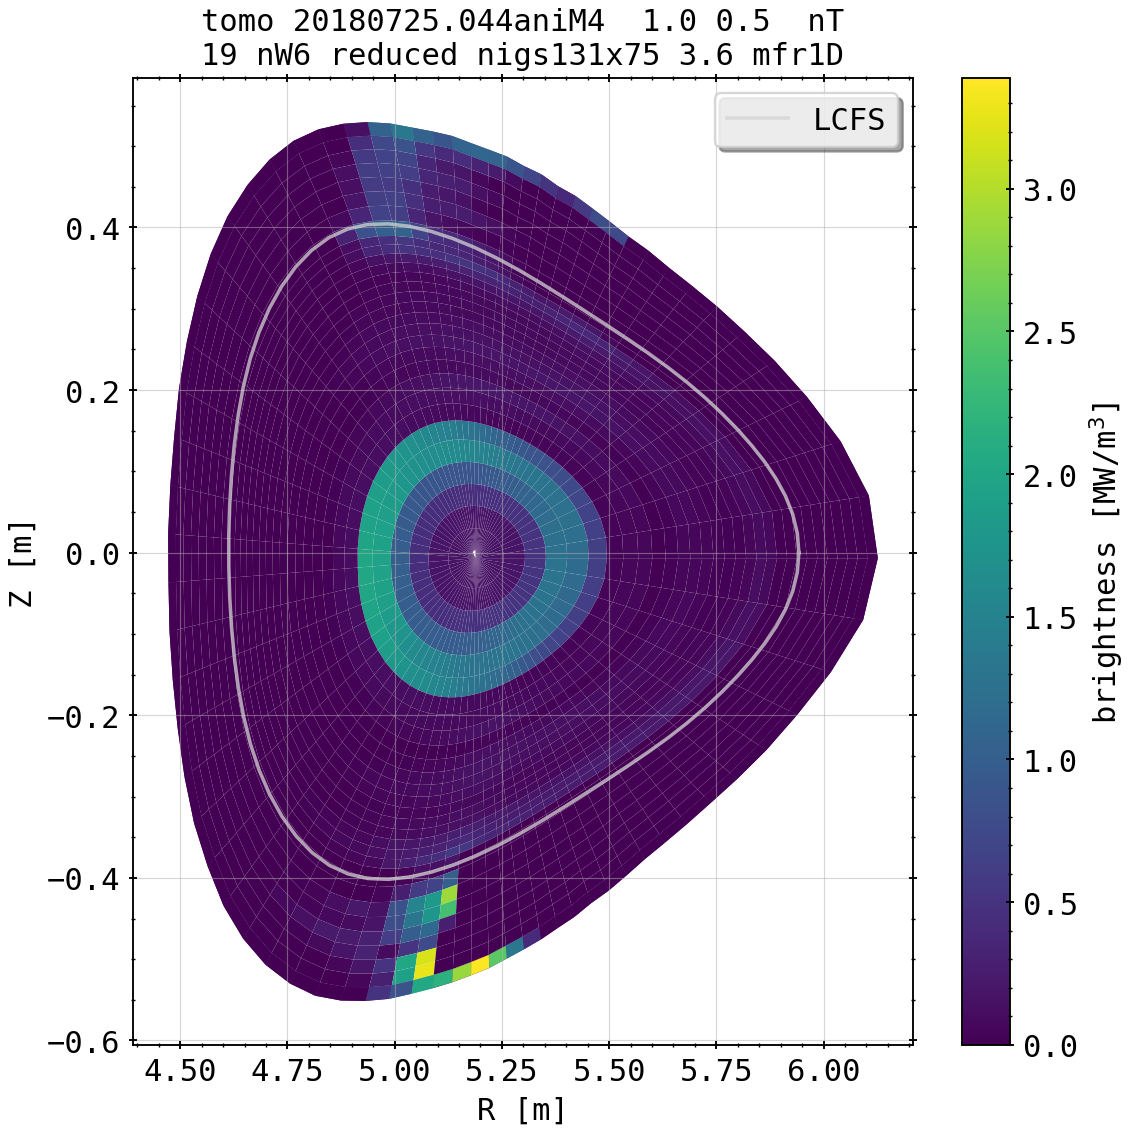 tomo 20180725.044aniM4  1.0 0.5  nT
19 nW6 reduced nigs131x75 3.6 mfr1D
LCFS
0.4
0.2
0.0
−0.2
−0.4
−0.6
Z [m]
4.50 4.75 5.00 5.25 5.50 5.75 6.00
R [m]
3.0
2.5
2.0
1.5
1.0
0.5
0.0
brightness [MW/m³]